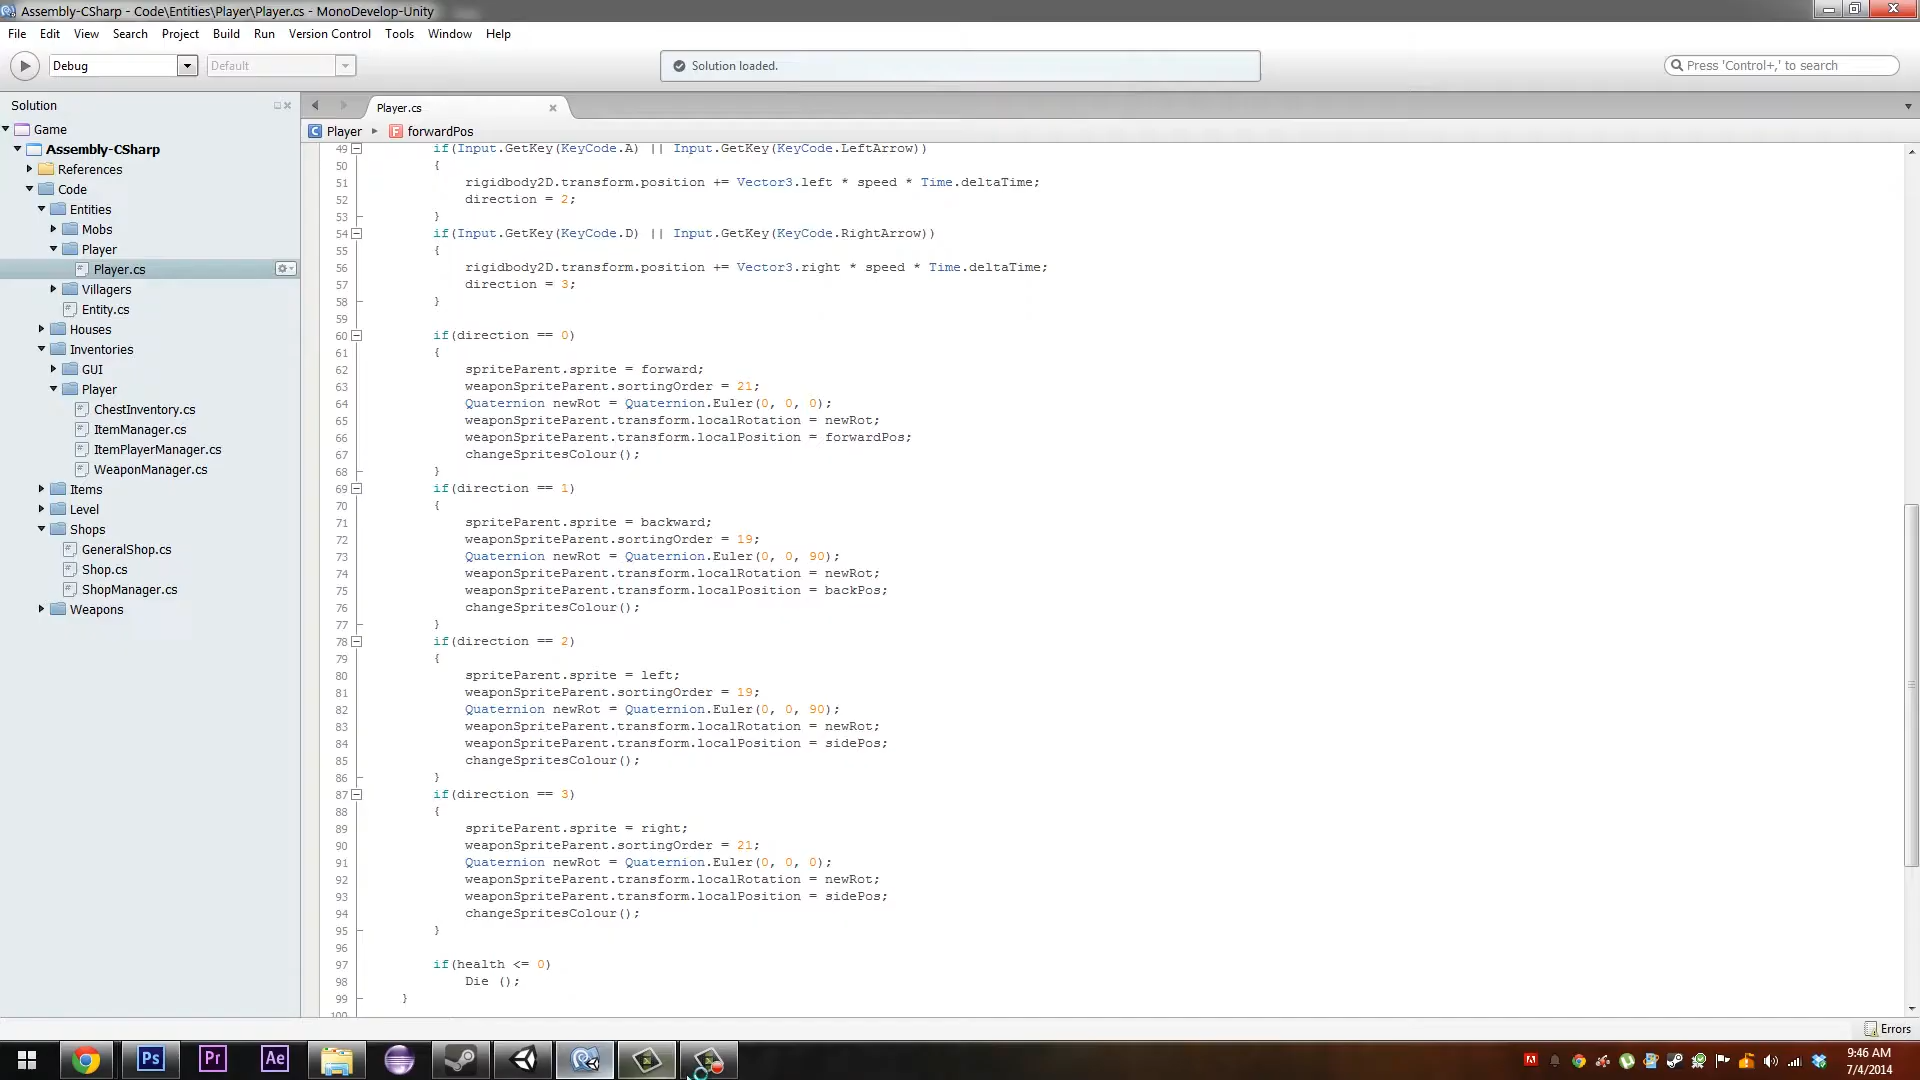 Assembly-CSharp - Code\Entities\Player\Player.cs - MonoDevelop-Unity
File Edit View Search Project Build Run Version Control Tools Window Help
Debug Default Solution loaded. Press 'Control+,' to search
Solution
Game
Assembly-CSharp
References
Code
Entities
Mobs
Player
Player.cs
Villagers
Entity.cs
Houses
Inventories
GUI
Player
ChestInventory.cs
ItemManager.cs
ItemPlayerManager.cs
WeaponManager.cs
Items
Level
Shops
GeneralShop.cs
Shop.cs
ShopManager.cs
Weapons
Player.cs
C Player F forwardPos
49 if(Input.GetKey(KeyCode.A) || Input.GetKey(KeyCode.LeftArrow))
50 {
51 rigidbody2D.transform.position += Vector3.left * speed * Time.deltaTime;
52 direction = 2;
53 }
54 if(Input.GetKey(KeyCode.D) || Input.GetKey(KeyCode.RightArrow))
55 {
56 rigidbody2D.transform.position += Vector3.right * speed * Time.deltaTime;
57 direction = 3;
58 }
59
60 if(direction == 0)
61 {
62 spriteParent.sprite = forward;
63 weaponSpriteParent.sortingOrder = 21;
64 Quaternion newRot = Quaternion.Euler(0, 0, 0);
65 weaponSpriteParent.transform.localRotation = newRot;
66 weaponSpriteParent.transform.localPosition = forwardPos;
67 changeSpritesColour();
68 }
69 if(direction == 1)
70 {
71 spriteParent.sprite = backward;
72 weaponSpriteParent.sortingOrder = 19;
73 Quaternion newRot = Quaternion.Euler(0, 0, 90);
74 weaponSpriteParent.transform.localRotation = newRot;
75 weaponSpriteParent.transform.localPosition = backPos;
76 changeSpritesColour();
77 }
78 if(direction == 2)
79 {
80 spriteParent.sprite = left;
81 weaponSpriteParent.sortingOrder = 19;
82 Quaternion newRot = Quaternion.Euler(0, 0, 90);
83 weaponSpriteParent.transform.localRotation = newRot;
84 weaponSpriteParent.transform.localPosition = sidePos;
85 changeSpritesColour();
86 }
87 if(direction == 3)
88 {
89 spriteParent.sprite = right;
90 weaponSpriteParent.sortingOrder = 21;
91 Quaternion newRot = Quaternion.Euler(0, 0, 0);
92 weaponSpriteParent.transform.localRotation = newRot;
93 weaponSpriteParent.transform.localPosition = sidePos;
94 changeSpritesColour();
95 }
96
97 if(health <= 0)
98 Die ();
99 }
100
Errors
Ps Pr Ae
9:46 AM
7/4/2014